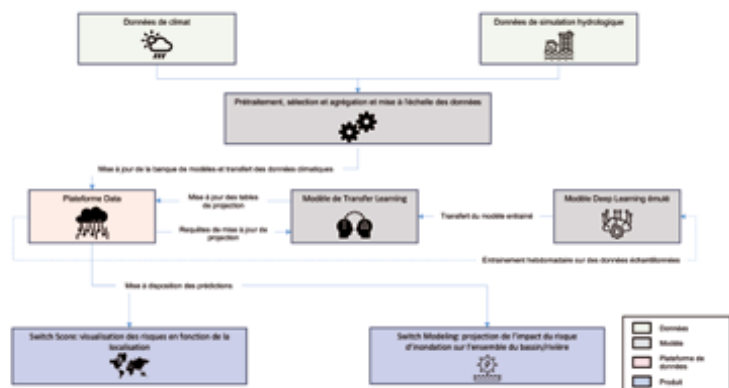 Données de climat
Données de simulation hydrologique
Prétraitement, sélection et agrégation et mise à l'échelle des données
Mise à jour de la banque de modèles et transfert des données climatiques
Plateforme Data
Mise à jour des tables
de projection
Requêtes de mise à jour de
projection
Modèle de Transfer Learning
Transfert du modèle entraîné
Modèle Deep Learning émulé
Entrainement hebdomadaire sur des données échantillonnées
Mise à disposition des prédictions
Switch Score: visualisation des risques en fonction de la
localisation
Switch Modeling: projection de l'impact du risque
d'inondation sur l'ensemble du bassin/rivière
Données
Modèle
Plateforme de
données
Produit